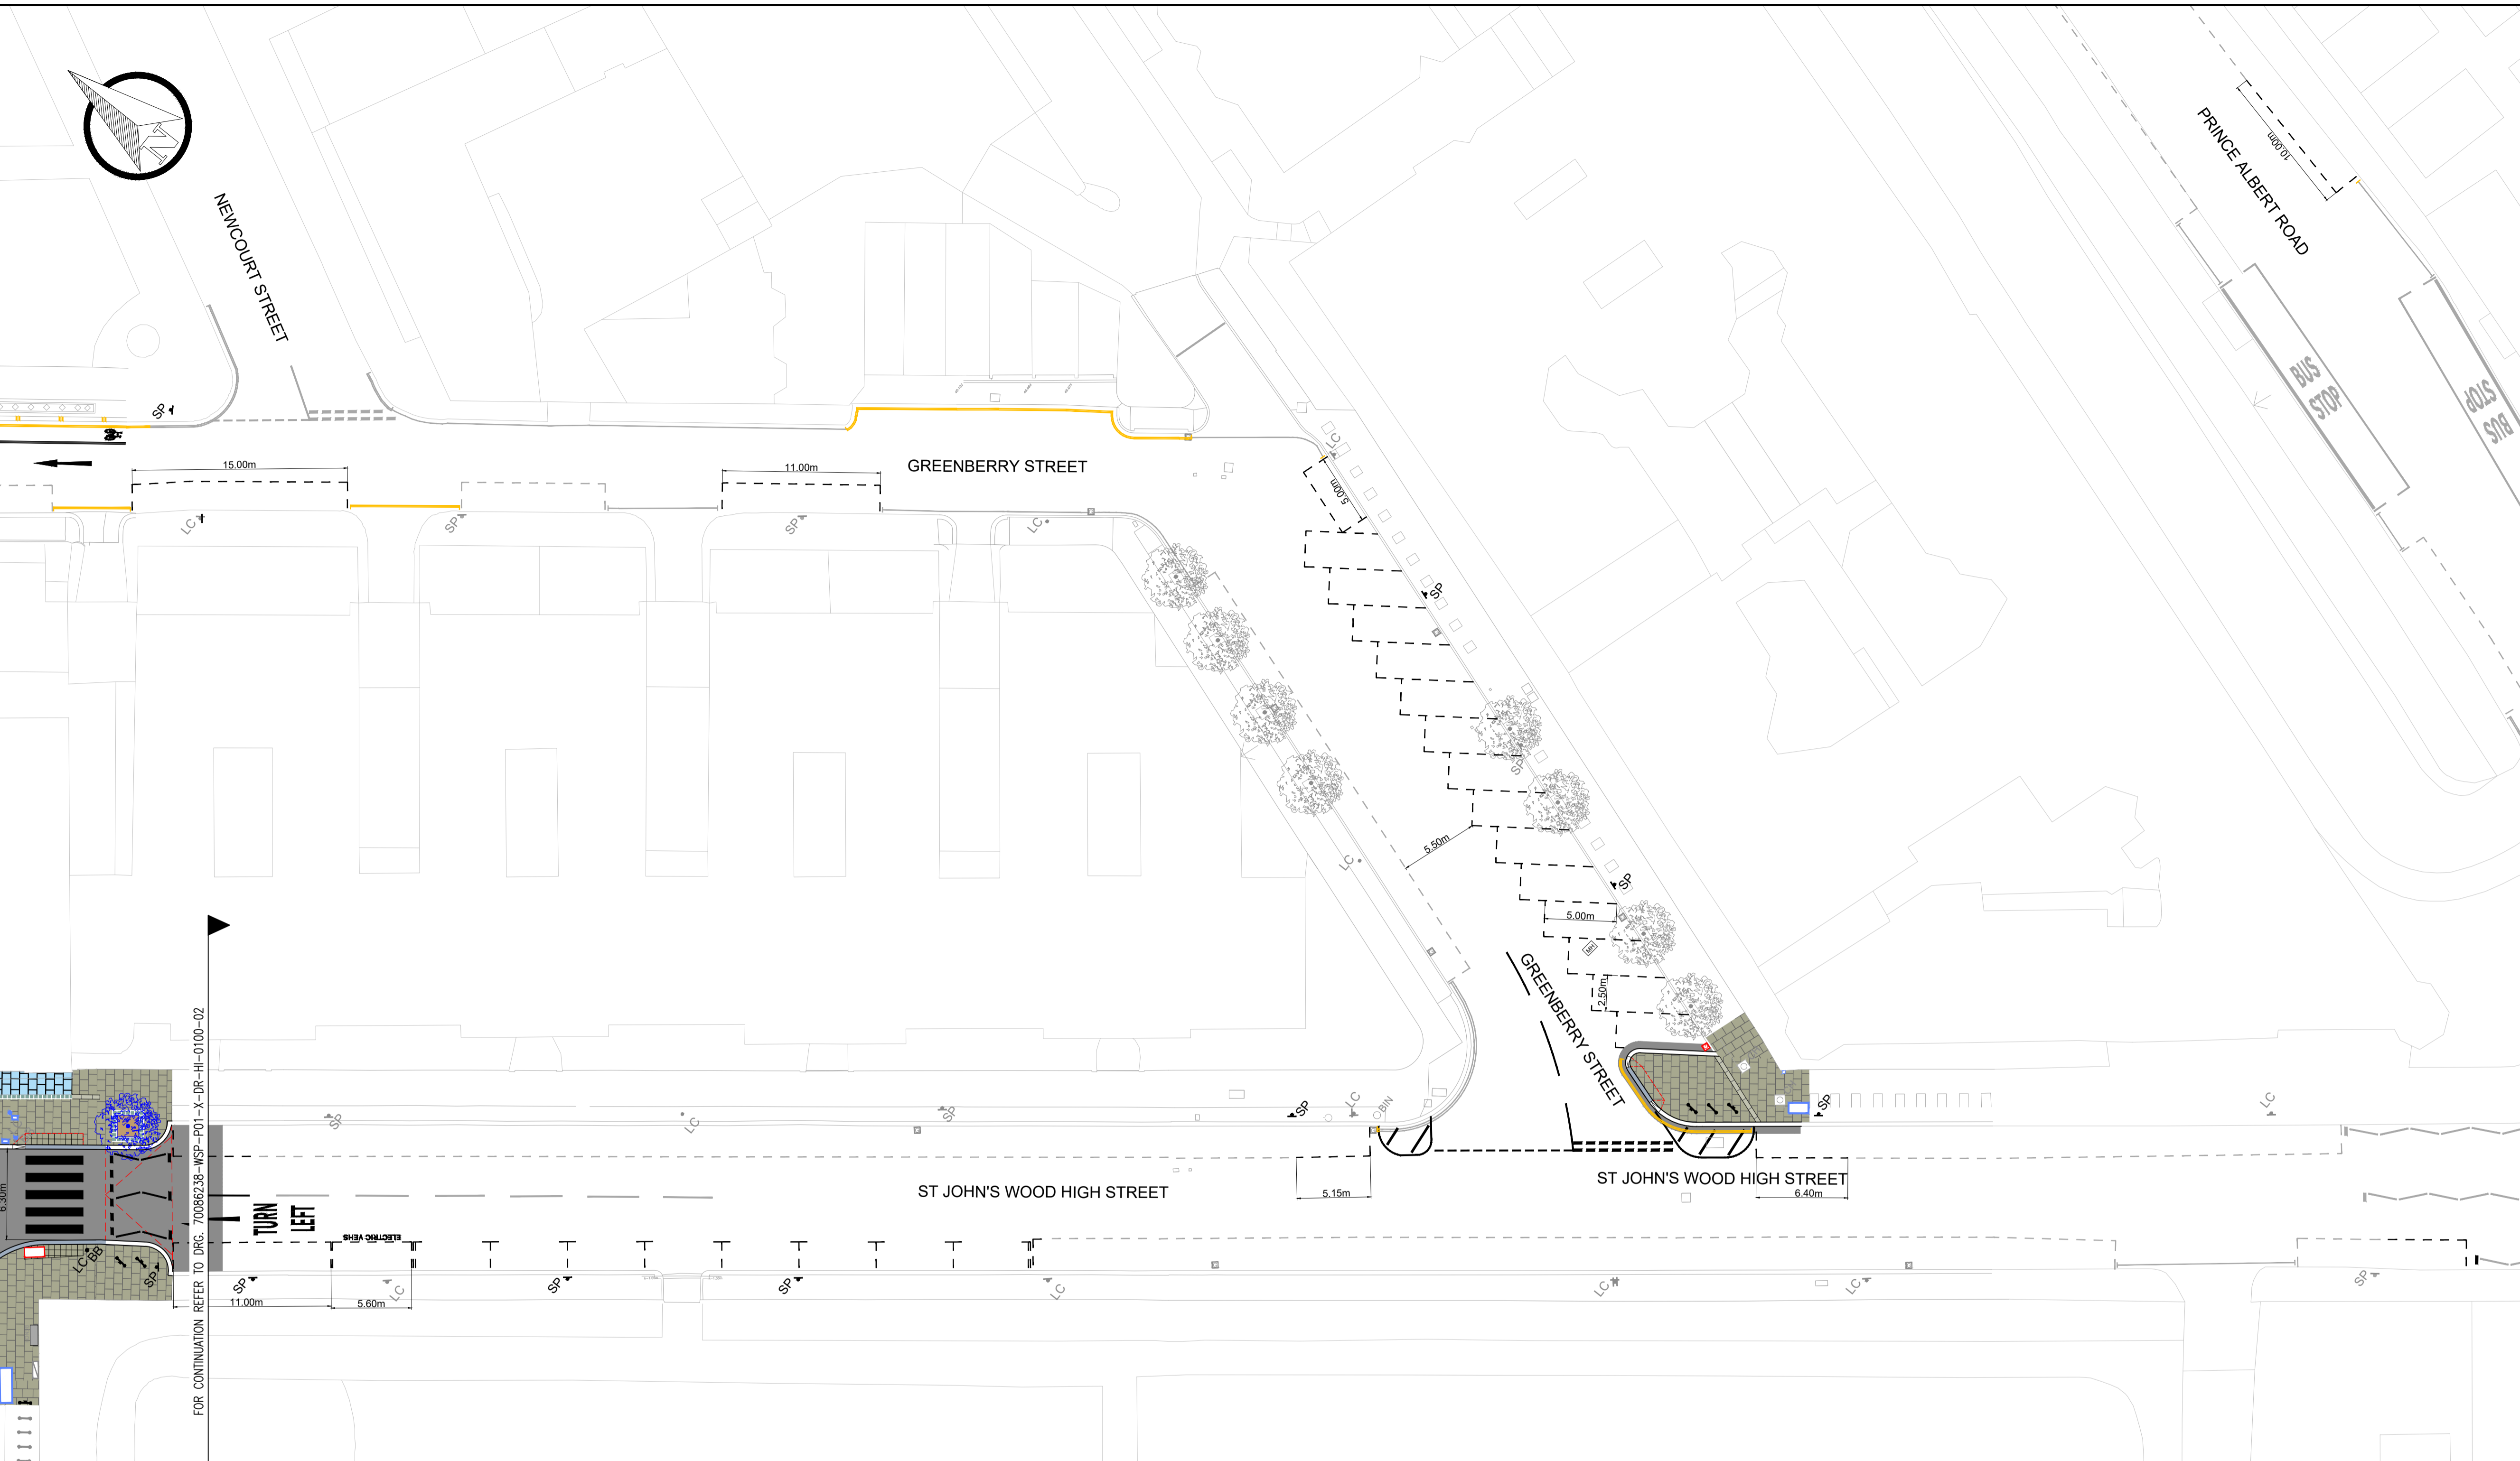 N
NEWCOURT STREET
PRINCE ALBERT ROAD
10.00m
BUS
STOP
BUS
STOP
SP
15.00m
11.00m
GREENBERRY STREET
LC
5.00m
LC
SP
SP
LC
SP
SP
5.50m
LC
SP
5.00m
MH
2.50m
GREENBERRY STREET
FOR CONTINUATION REFER TO DRG. 70086238-WSP-P01-X-DR-HI-0100-02
SP
LC
SP
SP
LC
BIN
SP
LC
6.30m
TURN
LEFT
ELECTRIC VEHS
ST JOHN'S WOOD HIGH STREET
5.15m
ST JOHN'S WOOD HIGH STREET
6.40m
LC
BB
SP
SP
LC
SP
SP
LC
LC
LC
SP
11.00m
5.60m